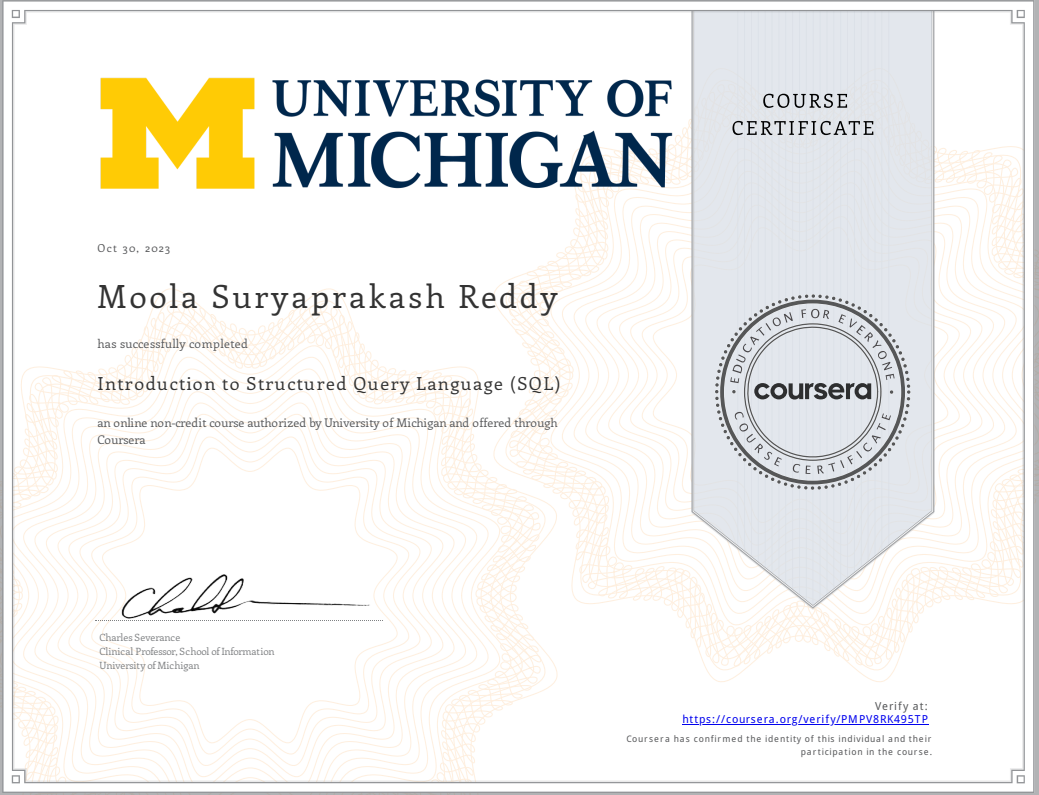 UNIVERSITY OF
MICHIGAN
COURSE
CERTIFICATE
Oct 30, 2023
Moola Suryaprakash Reddy
has successfully completed
Introduction to Structured Query Language (SQL)
an online non-credit course authorized by University of Michigan and offered through
Coursera
EDUCATION FOR EVERYONE
coursera
COURSE CERTIFICATE
Charles Severance
Clinical Professor, School of Information
University of Michigan
Verify at:
https://coursera.org/verify/PMPV8RK495TP
Coursera has confirmed the identity of this individual and their
participation in the course.